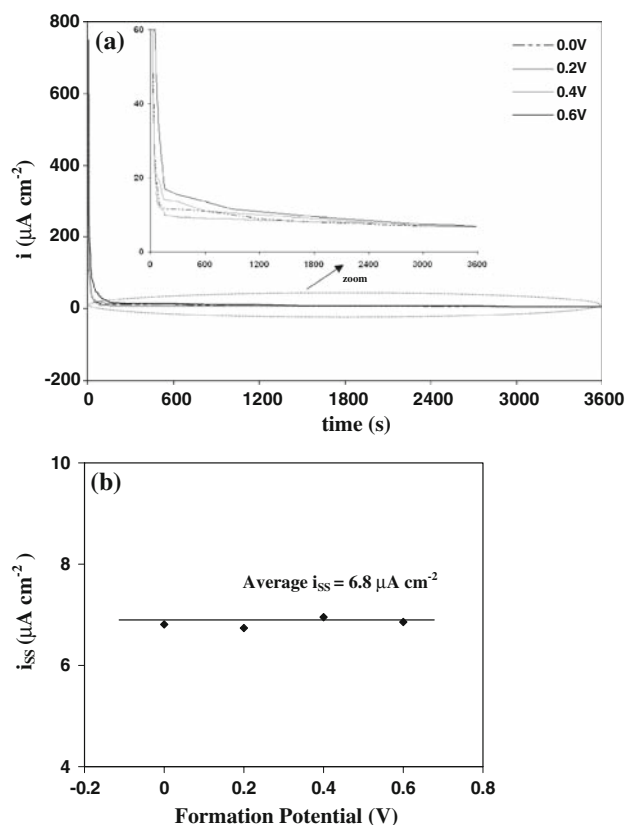 (a)
800
600
400
200
0
-200
i (µA cm-2)
60
40
20
0
0 600 1200 1800 2400 3000 3600
zoom
0.0V
0.2V
0.4V
0.6V
0 600 1200 1800 2400 3000 3600
time (s)
(b)
10
8
6
4
iSS (µA cm-2)
Average iSS = 6.8 µA cm-2
-0.2 0 0.2 0.4 0.6 0.8
Formation Potential (V)